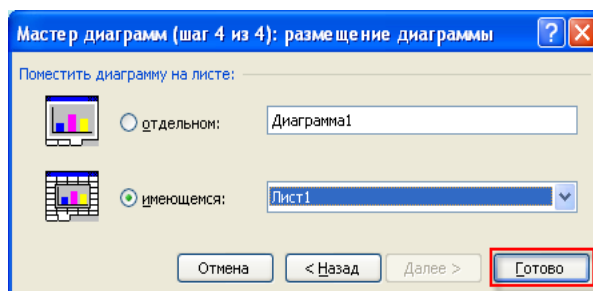 Мастер диаграмм (шаг 4 из 4): размещение диаграммы
Поместить диаграмму на листе:
отдельном: Диаграмма1
имеющемся: Лист1
Отмена < Назад Далее > Готово